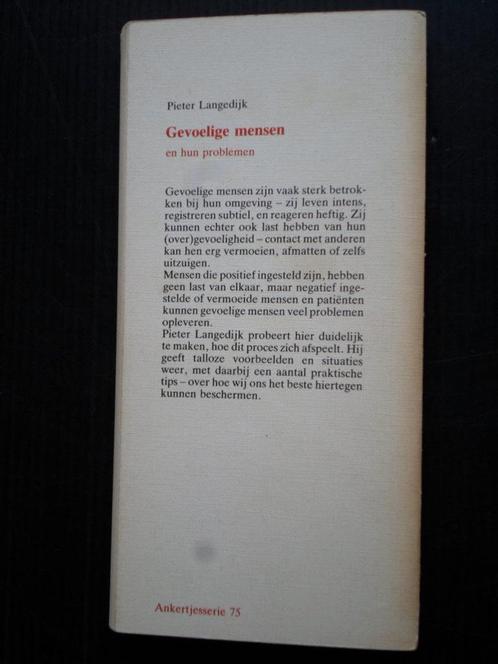 Pieter Langedijk
Gevoelige mensen
en hun problemen
Gevoelige mensen zijn vaak sterk betrok-
ken bij hun omgeving – zij leven intens,
registreren subtiel, en reageren heftig. Zij
kunnen echter ook last hebben van hun
(over)gevoeligheid – contact met anderen
kan hen erg vermoeien, afmatten of zelfs
uitzuigen.
Mensen die positief ingesteld zijn, hebben
geen last van elkaar, maar negatief inge-
stelde of vermoeide mensen en patiënten
kunnen gevoelige mensen veel problemen
opleveren.
Pieter Langedijk probeert hier duidelijk
te maken, hoe dit proces zich afspeelt. Hij
geeft talloze voorbeelden en situaties
weer, met daarbij een aantal praktische
tips – over hoe wij ons het beste hiertegen
kunnen beschermen.
Ankertjesserie 75